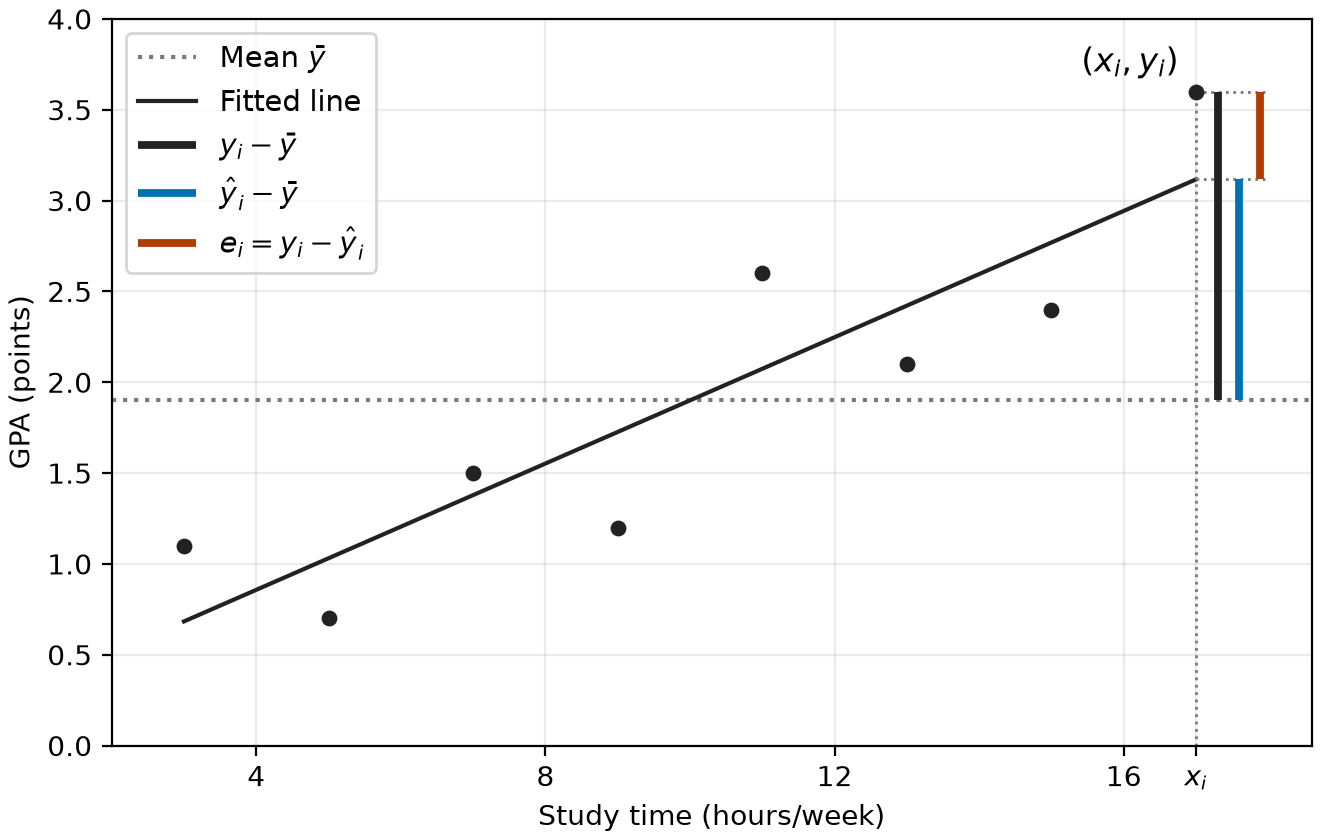 4.0
3.5
3.0
2.5
2.0
1.5
1.0
0.5
0.0
GPA (points)
Mean ȳ
Fitted line
yᵢ − ȳ
ŷᵢ − ȳ
eᵢ = yᵢ − ŷᵢ
(xᵢ, yᵢ)
4 8 12 16 xᵢ
Study time (hours/week)